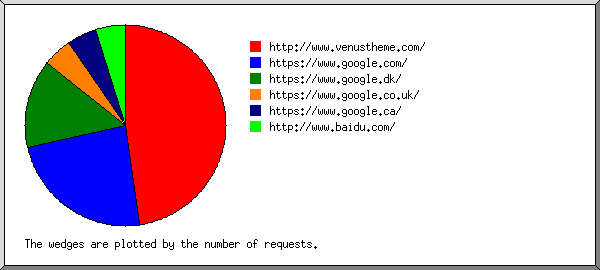 http://www.venustheme.com/
https://www.google.com/
https://www.google.dk/
https://www.google.co.uk/
https://www.google.ca/
http://www.baidu.com/
The wedges are plotted by the number of requests.